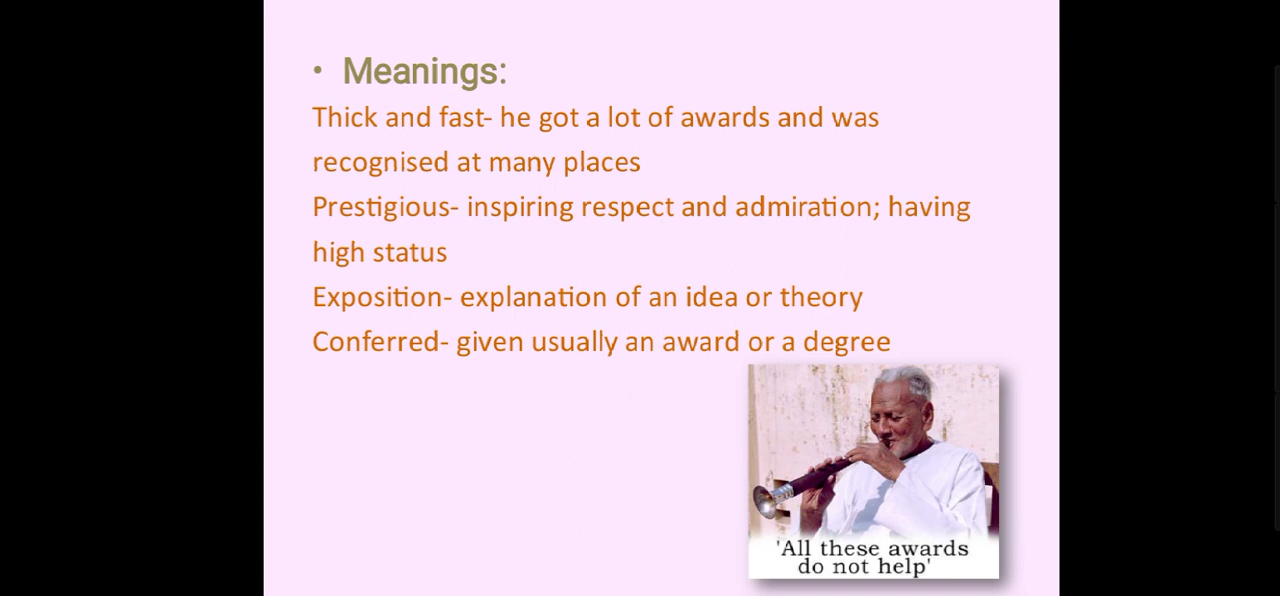 • Meanings:
Thick and fast- he got a lot of awards and was
recognised at many places
Prestigious- inspiring respect and admiration; having
high status
Exposition- explanation of an idea or theory
Conferred- given usually an award or a degree
'All these awards
do not help'